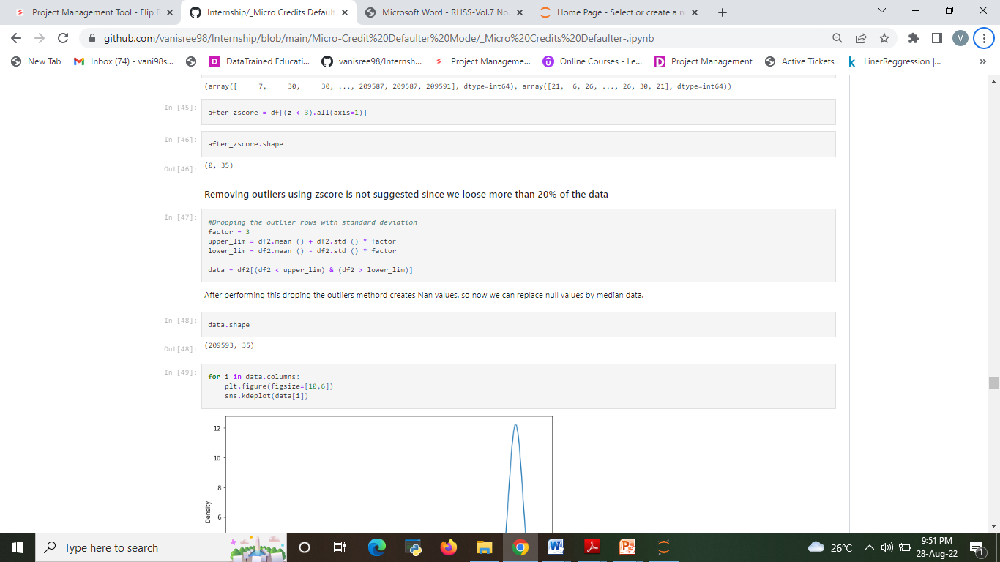 Project Management Tool - Flip F
Internship/_Micro Credits Default
Microsoft Word - RHSS-Vol.7 No.
Home Page - Select or create a n
github.com/vanisree98/Internship/blob/main/Micro-Credit%20Defaulter%20Mode/_Micro%20Credits%20Defaulter-.ipynb
V
New Tab
Inbox (74) - vani98s...
D DataTrained Educati...
vanisree98/Internsh...
Project Manageme...
Online Courses - Le...
D Project Management
Active Tickets
k LinerReggression |...
»
(array([     7,     30,     30, ..., 209587, 209587, 209591], dtype=int64), array([21,  6, 26, ..., 26, 30, 21], dtype=int64))
In [45]:
after_zscore = df[(z < 3).all(axis=1)]
In [46]:
after_zscore.shape
Out[46]:
(0, 35)
Removing outliers using zscore is not suggested since we loose more than 20% of the data
In [47]:
#Dropping the outlier rows with standard deviation
factor = 3
upper_lim = df2.mean () + df2.std () * factor
lower_lim = df2.mean () - df2.std () * factor
data = df2[(df2 < upper_lim) & (df2 > lower_lim)]
After performing this droping the outliers methord creates Nan values. so now we can replace null values by median data.
In [48]:
data.shape
Out[48]:
(209593, 35)
In [49]:
for i in data.columns:
    plt.figure(figsize=[10,6])
    sns.kdeplot(data[i])
12
10
8
6
Density
Type here to search
26°C
9:51 PM
28-Aug-22
1